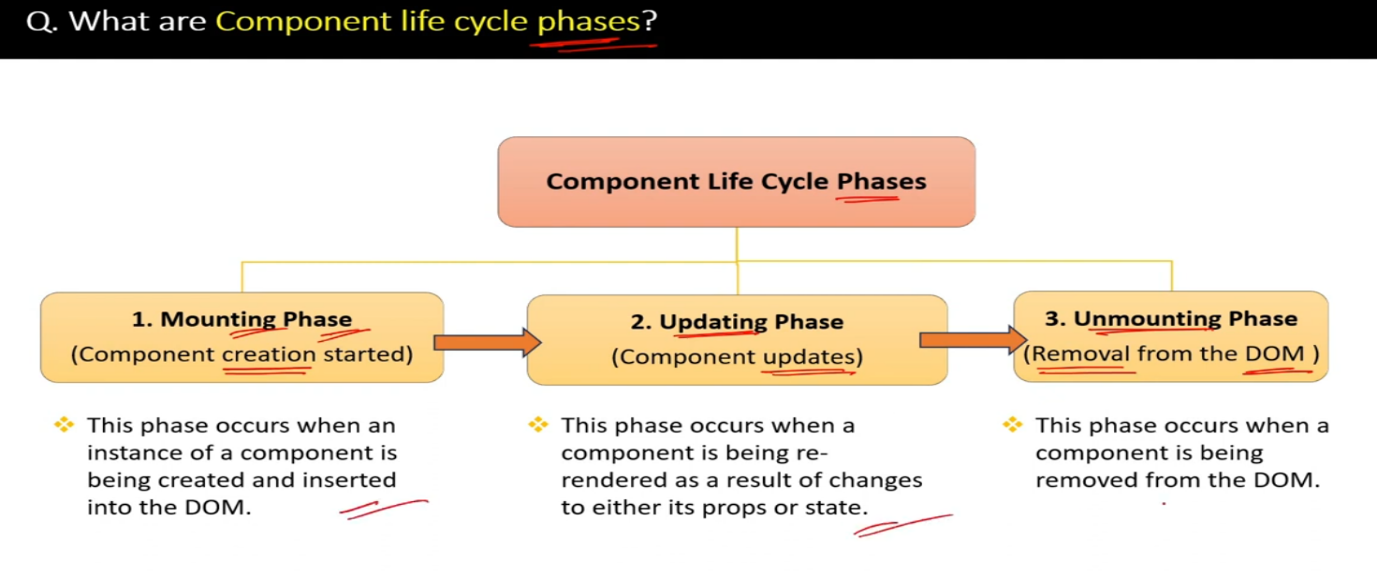 Q. What are Component life cycle phases?
Component Life Cycle Phases
1. Mounting Phase
(Component creation started)
2. Updating Phase
(Component updates)
3. Unmounting Phase
(Removal from the DOM )
This phase occurs when an
instance of a component is
being created and inserted
into the DOM.
This phase occurs when a
component is being re-
rendered as a result of changes
to either its props or state.
This phase occurs when a
component is being
removed from the DOM.